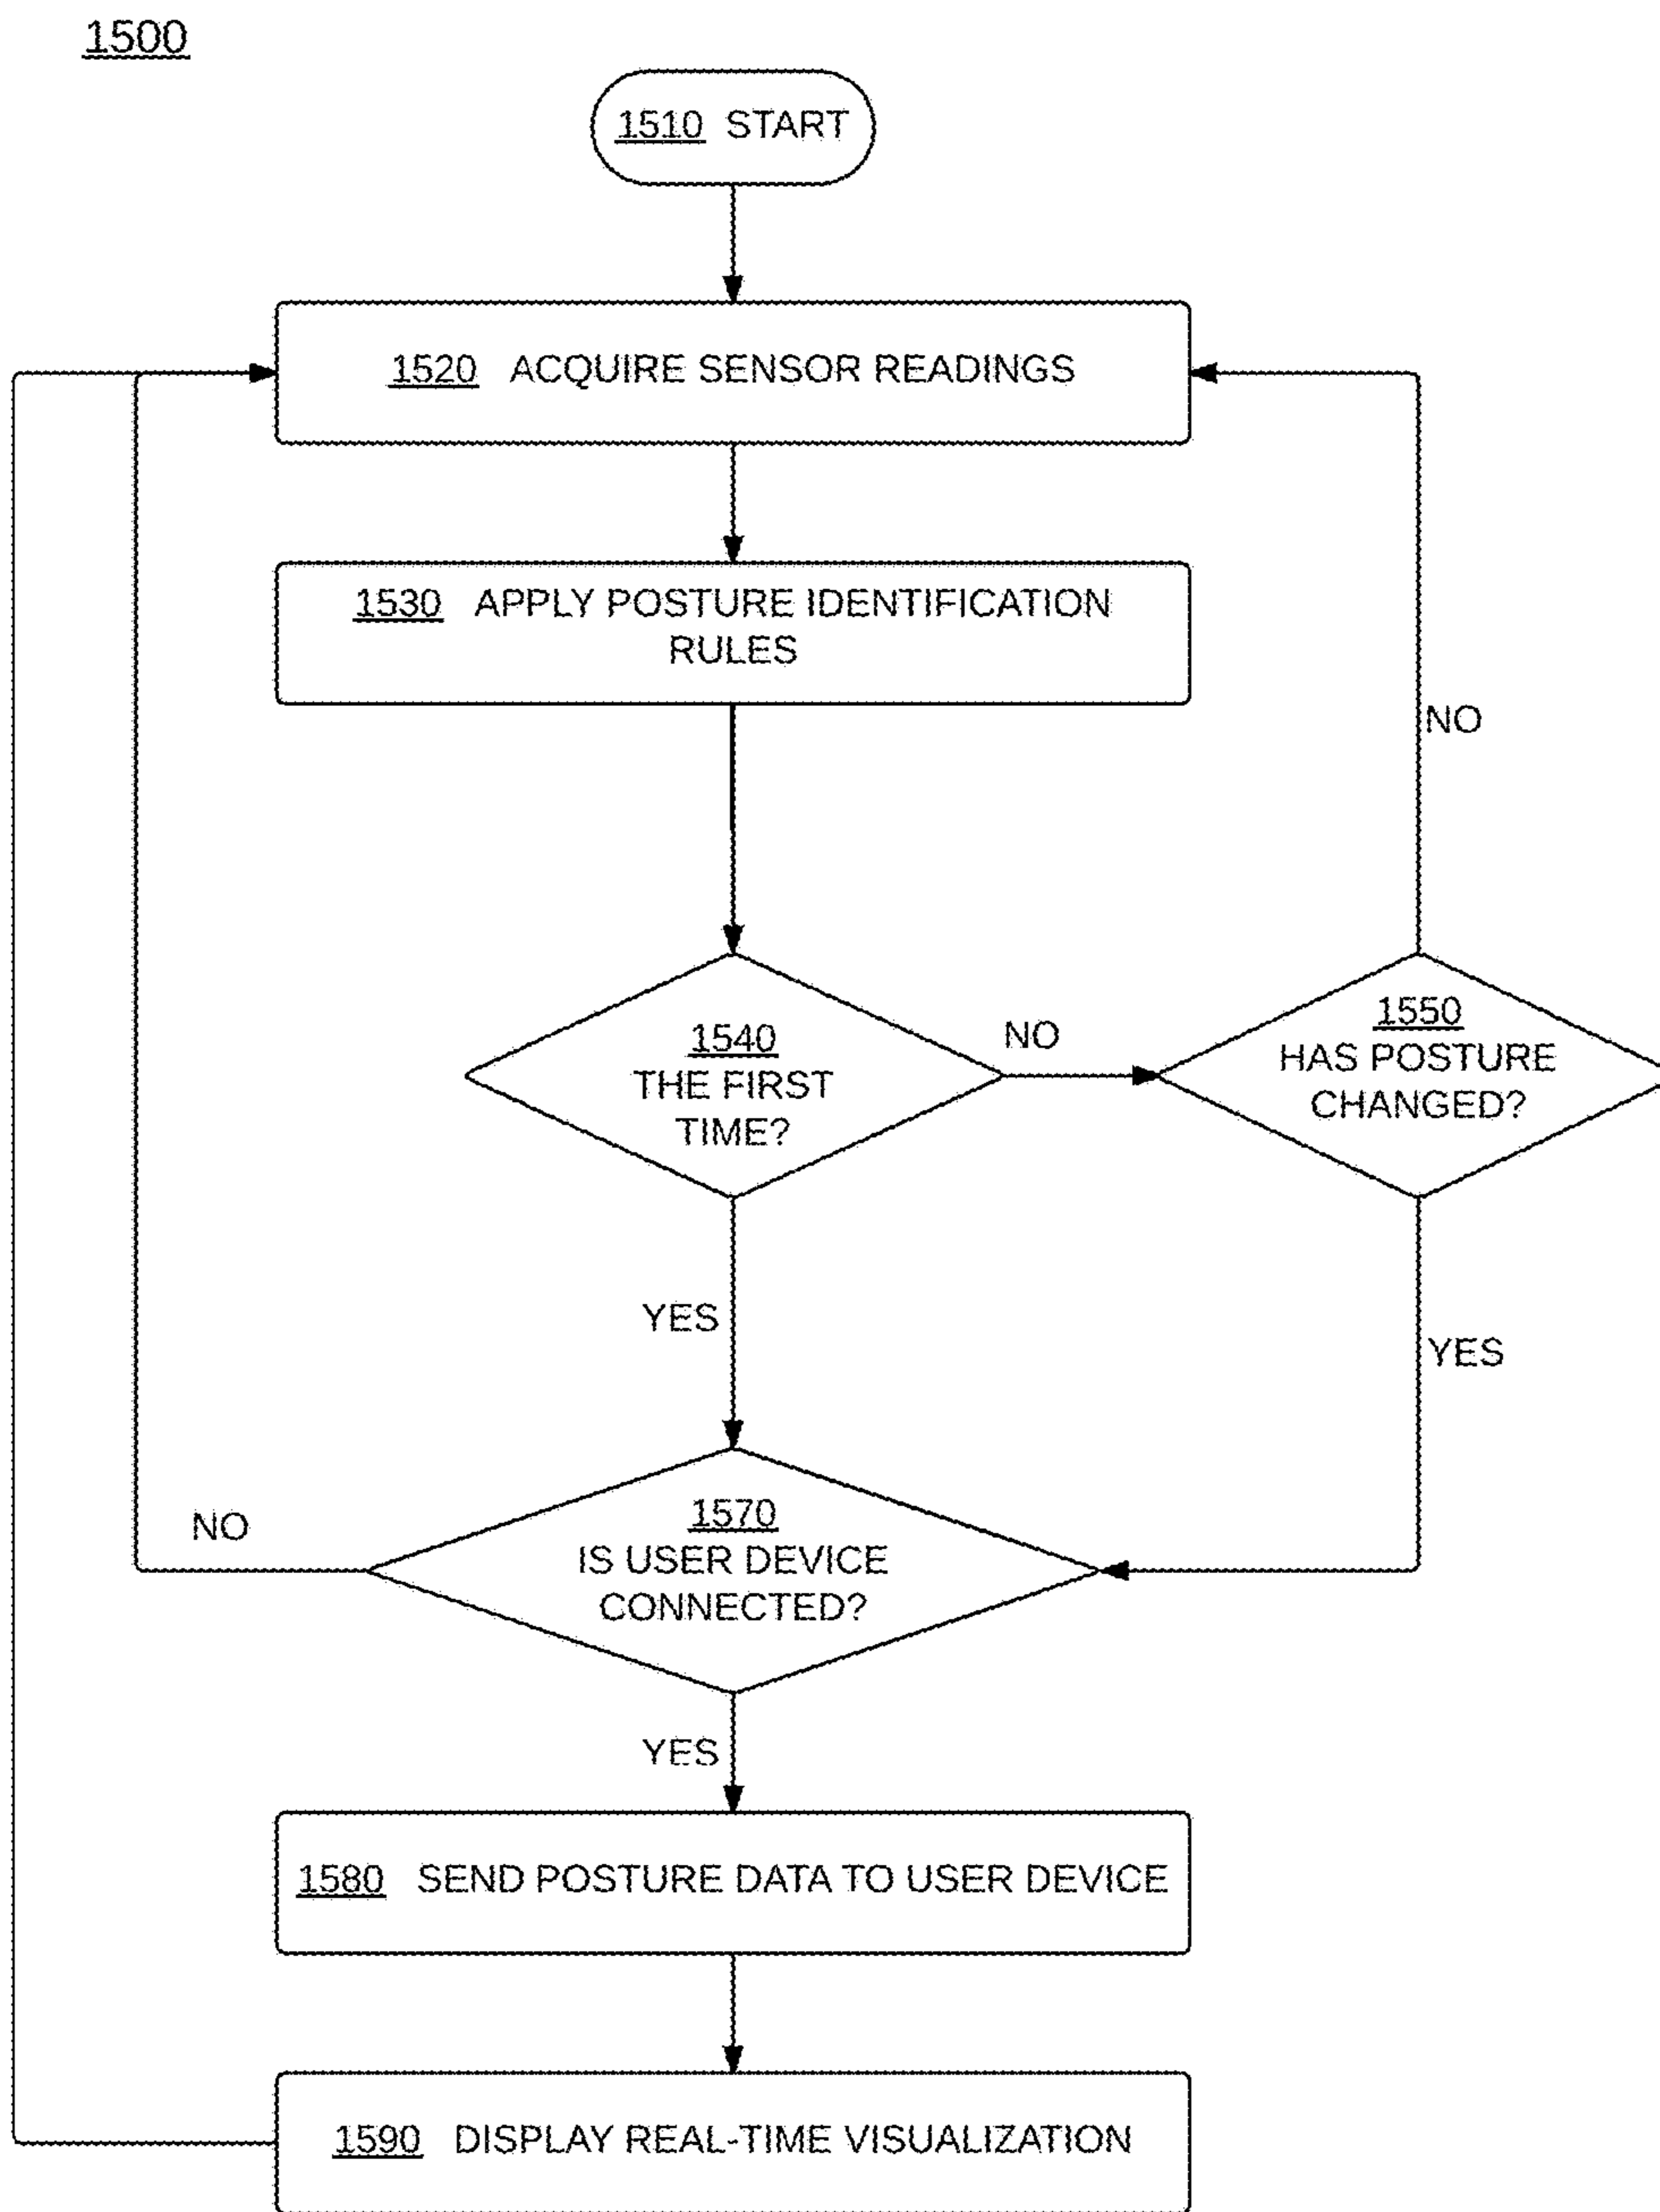 1500
1510 START
1520 ACQUIRE SENSOR READINGS
1530 APPLY POSTURE IDENTIFICATION
RULES
NO
1540
THE FIRST
TIME?
NO
1550
HAS POSTURE
CHANGED?
YES
YES
NO
1570
IS USER DEVICE
CONNECTED?
YES
1580 SEND POSTURE DATA TO USER DEVICE
1590 DISPLAY REAL-TIME VISUALIZATION